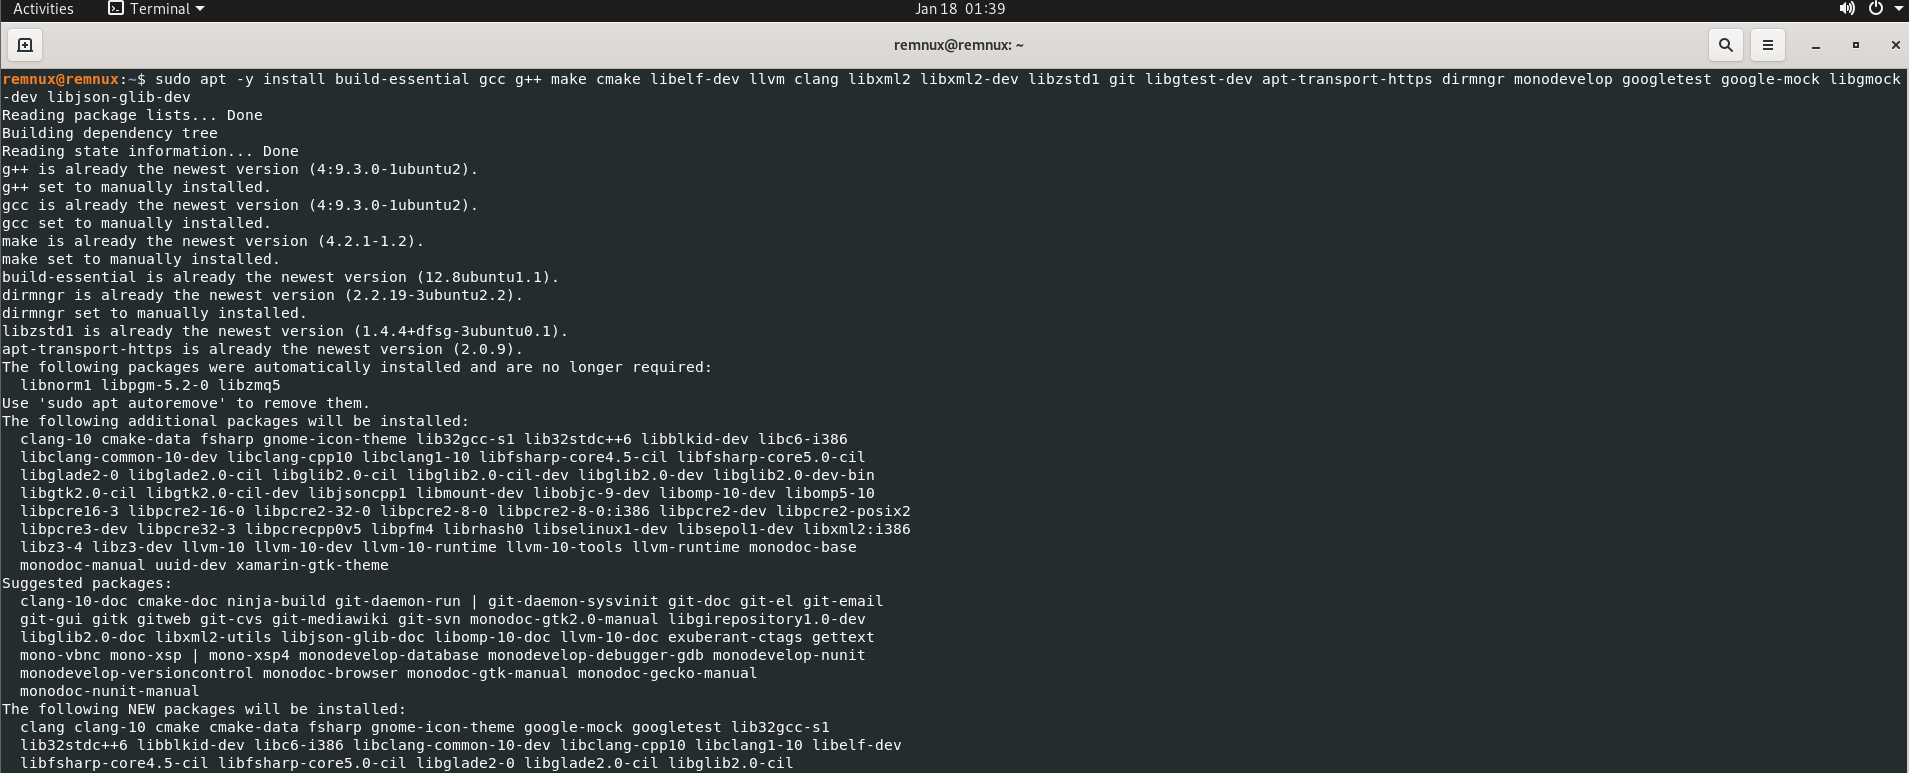 Activities Terminal Jan 18 01:39
remnux@remnux: ~
remnux@remnux:~$ sudo apt -y install build-essential gcc g++ make cmake libelf-dev llvm clang libxml2 libxml2-dev libzstd1 git libgtest-dev apt-transport-https dirmngr monodevelop googletest google-mock libgmock
-dev libjson-glib-dev
Reading package lists... Done
Building dependency tree
Reading state information... Done
g++ is already the newest version (4:9.3.0-1ubuntu2).
g++ set to manually installed.
gcc is already the newest version (4:9.3.0-1ubuntu2).
gcc set to manually installed.
make is already the newest version (4.2.1-1.2).
make set to manually installed.
build-essential is already the newest version (12.8ubuntu1.1).
dirmngr is already the newest version (2.2.19-3ubuntu2.2).
dirmngr set to manually installed.
libzstd1 is already the newest version (1.4.4+dfsg-3ubuntu0.1).
apt-transport-https is already the newest version (2.0.9).
The following packages were automatically installed and are no longer required:
  libnorm1 libpgm-5.2-0 libzmq5
Use 'sudo apt autoremove' to remove them.
The following additional packages will be installed:
  clang-10 cmake-data fsharp gnome-icon-theme lib32gcc-s1 lib32stdc++6 libblkid-dev libc6-i386
  libclang-common-10-dev libclang-cpp10 libclang1-10 libfsharp-core4.5-cil libfsharp-core5.0-cil
  libglade2-0 libglade2.0-cil libglib2.0-cil libglib2.0-cil-dev libglib2.0-dev libglib2.0-dev-bin
  libgtk2.0-cil libgtk2.0-cil-dev libjsoncpp1 libmount-dev libobjc-9-dev libomp-10-dev libomp5-10
  libpcre16-3 libpcre2-16-0 libpcre2-32-0 libpcre2-8-0 libpcre2-8-0:i386 libpcre2-dev libpcre2-posix2
  libpcre3-dev libpcre32-3 libpcrecpp0v5 libpfm4 librhash0 libselinux1-dev libsepol1-dev libxml2:i386
  libz3-4 libz3-dev llvm-10 llvm-10-dev llvm-10-runtime llvm-10-tools llvm-runtime monodoc-base
  monodoc-manual uuid-dev xamarin-gtk-theme
Suggested packages:
  clang-10-doc cmake-doc ninja-build git-daemon-run | git-daemon-sysvinit git-doc git-el git-email
  git-gui gitk gitweb git-cvs git-mediawiki git-svn monodoc-gtk2.0-manual libgirepository1.0-dev
  libglib2.0-doc libxml2-utils libjson-glib-doc libomp-10-doc llvm-10-doc exuberant-ctags gettext
  mono-vbnc mono-xsp | mono-xsp4 monodevelop-database monodevelop-debugger-gdb monodevelop-nunit
  monodevelop-versioncontrol monodoc-browser monodoc-gtk-manual monodoc-gecko-manual
  monodoc-nunit-manual
The following NEW packages will be installed:
  clang clang-10 cmake cmake-data fsharp gnome-icon-theme google-mock googletest lib32gcc-s1
  lib32stdc++6 libblkid-dev libc6-i386 libclang-common-10-dev libclang-cpp10 libclang1-10 libelf-dev
  libfsharp-core4.5-cil libfsharp-core5.0-cil libglade2-0 libglade2.0-cil libglib2.0-cil